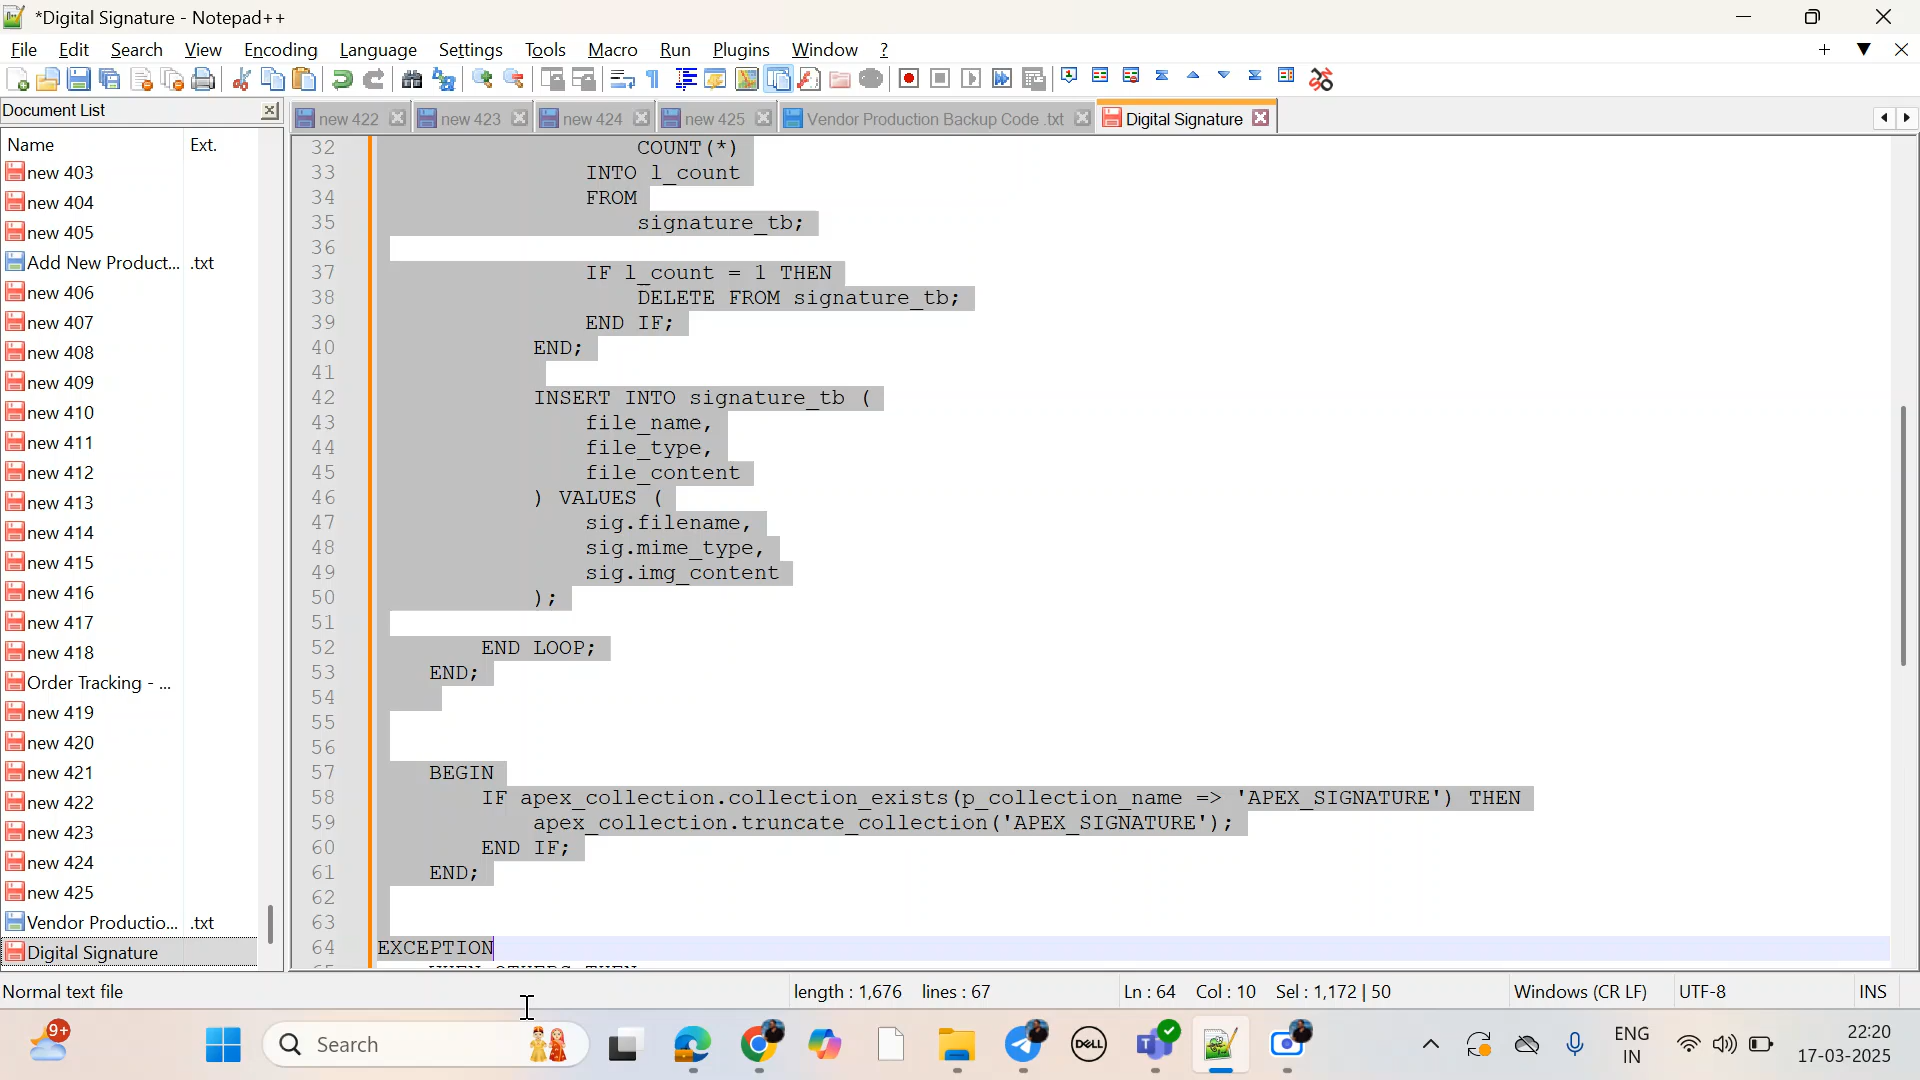 *Digital Signature - Notepad++
File Edit Search View Encoding Language Settings Tools Macro Run Plugins Window ?
Document List
new 422 new 423 new 424 new 425 Vendor Production Backup Code .txt Digital Signature
Name Ext.
new 403
new 404
new 405
Add New Product... .txt
new 406
new 407
new 408
new 409
new 410
new 411
new 412
new 413
new 414
new 415
new 416
new 417
new 418
Order Tracking - ...
new 419
new 420
new 421
new 422
new 423
new 424
new 425
Vendor Productio... .txt
Digital Signature
32 COUNT(*)
33 INTO l_count
34 FROM
35 signature_tb;
36
37 IF l_count = 1 THEN
38 DELETE FROM signature_tb;
39 END IF;
40 END;
41
42 INSERT INTO signature_tb (
43 file_name,
44 file_type,
45 file_content
46 ) VALUES (
47 sig.filename,
48 sig.mime_type,
49 sig.img_content
50 );
51
52 END LOOP;
53 END;
54
55
56
57 BEGIN
58 IF apex_collection.collection_exists(p_collection_name => 'APEX_SIGNATURE') THEN
59 apex_collection.truncate_collection('APEX_SIGNATURE');
60 END IF;
61 END;
62
63
64 EXCEPTION
65 WHEN OTHERS THEN
Normal text file length : 1,676 lines : 67 Ln : 64 Col : 10 Sel : 1,172 | 50 Windows (CR LF) UTF-8 INS
9+
Search
DELL
ENG
IN
22:20
17-03-2025